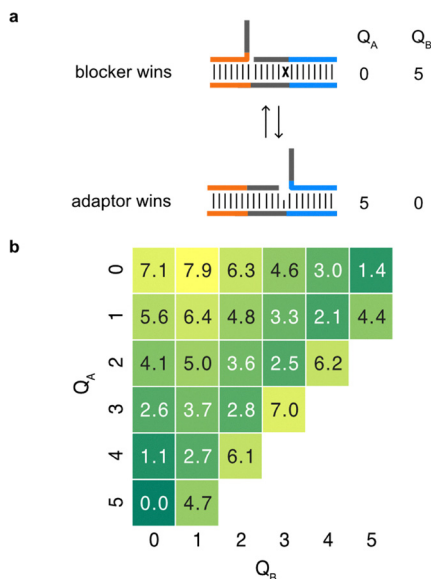 a
Q_A Q_B
blocker wins 0 5
x
adaptor wins 5 0
b
0 7.1 7.9 6.3 4.6 3.0 1.4
1 5.6 6.4 4.8 3.3 2.1 4.4
2 4.1 5.0 3.6 2.5 6.2
Q_A
3 2.6 3.7 2.8 7.0
4 1.1 2.7 6.1
5 0.0 4.7
0 1 2 3 4 5
Q_B